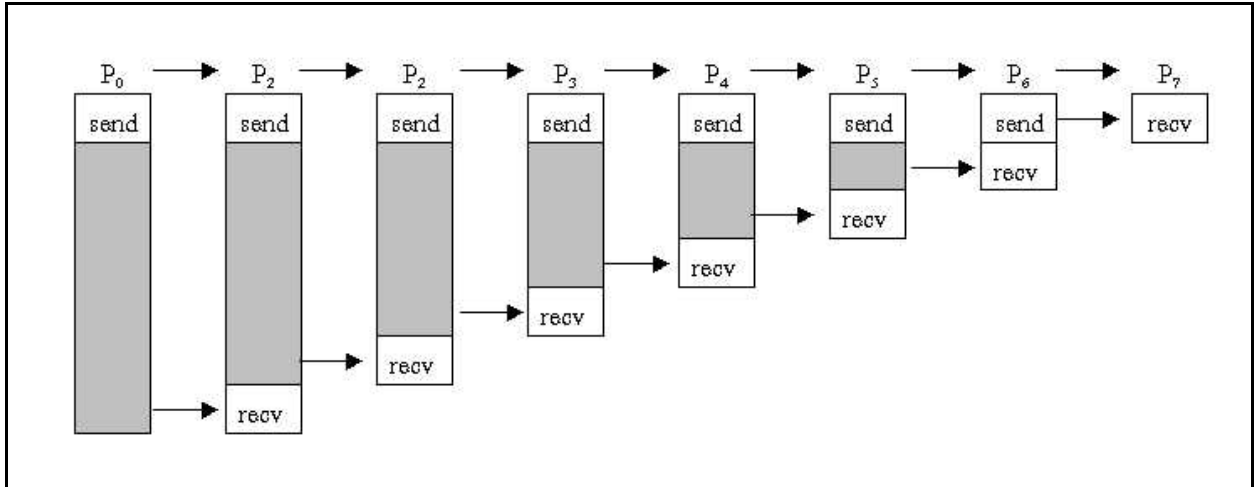 P0 P2 P2 P3 P4 P5 P6 P7
send send send send send send send recv
recv
recv
recv
recv
recv
recv